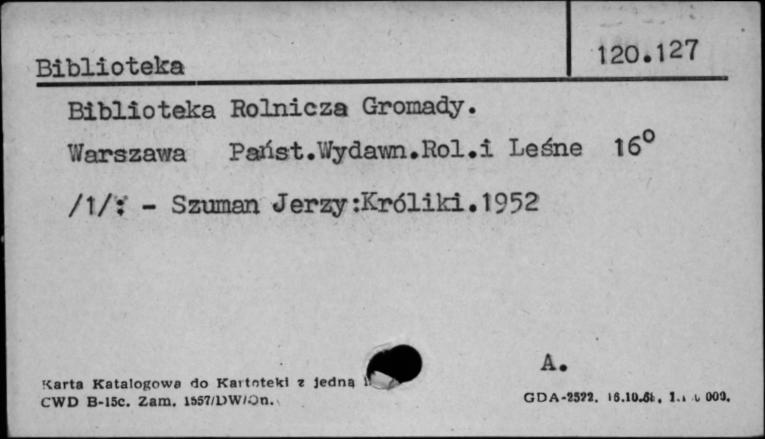 Biblioteka 120.127
Biblioteka Rolnicza Gromady.
Warszawa Państ.Wydawn.Rol.i Leśne 16°
/1/: - Szuman Jerzy:Króliki.1952
A.
Karta Katalogowa do Kartoteki z jedną
CWD B-15c. Zam. 1557/DW/On.
GDA-2522.